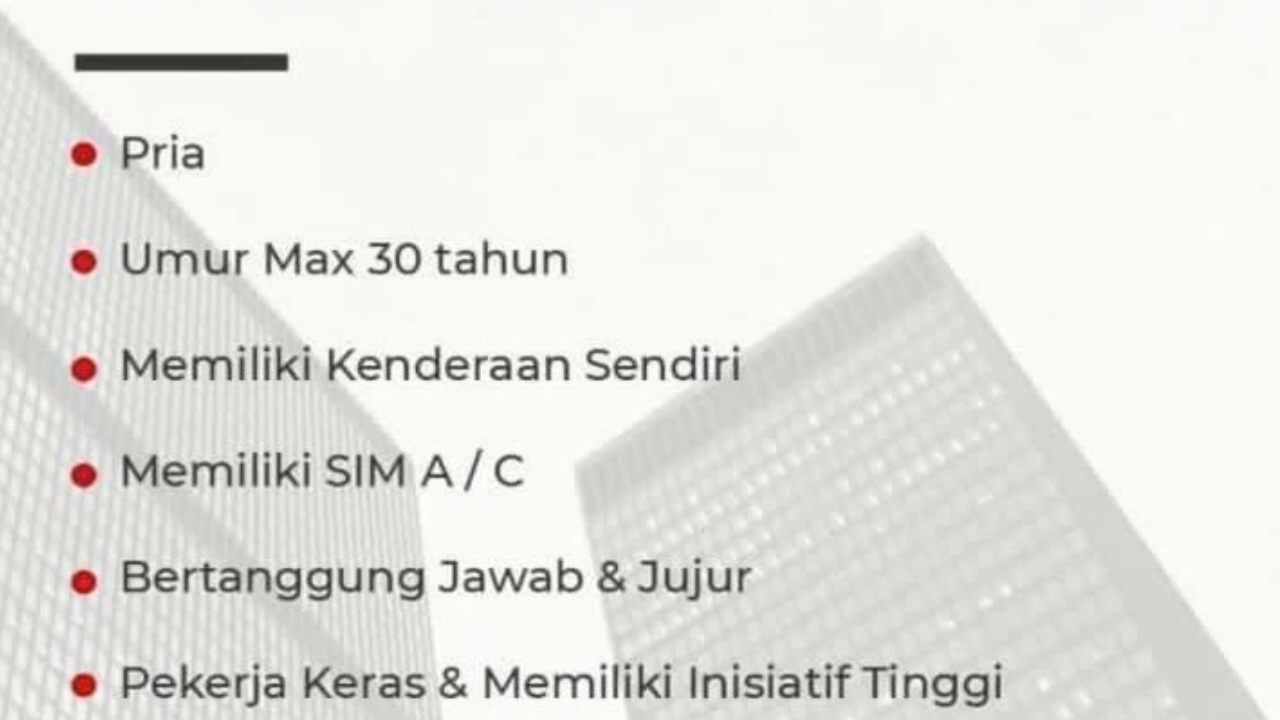 Pria
Umur Max 30 tahun
Memiliki Kenderaan Sendiri
Memiliki SIM A / C
Bertanggung Jawab & Jujur
Pekerja Keras & Memiliki Inisiatif Tinggi